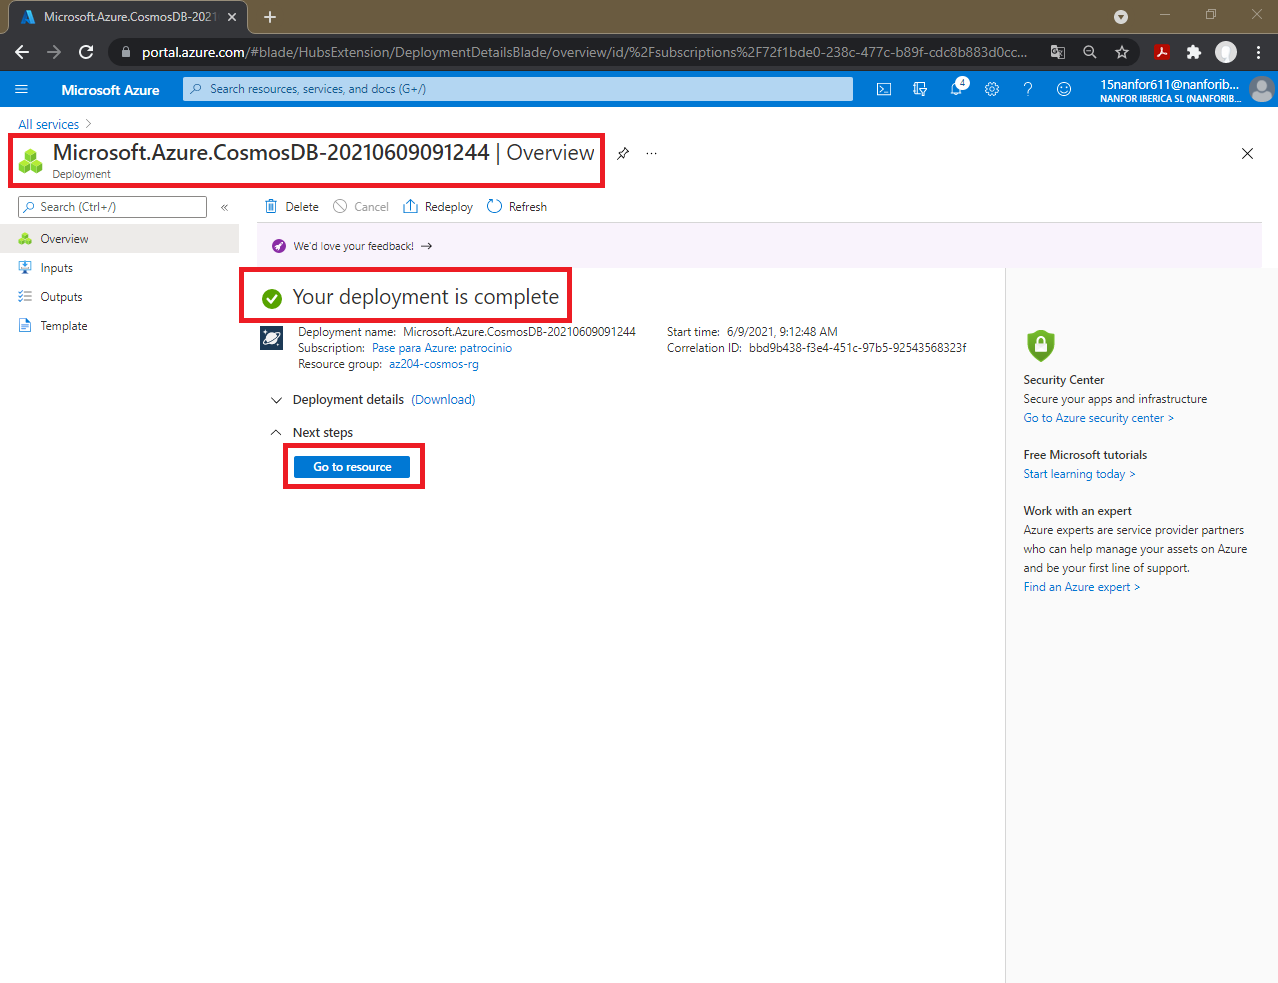 Microsoft.Azure.CosmosDB-2021
portal.azure.com/#blade/HubsExtension/DeploymentDetailsBlade/overview/id/%2Fsubscriptions%2F72f1bde0-238c-477c-b89f-cdc8b883d0cc...
Microsoft Azure
Search resources, services, and docs (G+/)
4
15nanfor611@nanforib...
NANFOR IBERICA SL (NANFORIB...
All services
Microsoft.Azure.CosmosDB-20210609091244 | Overview
Deployment
Search (Ctrl+/)
Delete
Cancel
Redeploy
Refresh
Overview
Inputs
Outputs
Template
We'd love your feedback! →
Your deployment is complete
Deployment name: Microsoft.Azure.CosmosDB-20210609091244
Subscription: Pase para Azure: patrocinio
Resource group: az204-cosmos-rg
Start time: 6/9/2021, 9:12:48 AM
Correlation ID: bbd9b438-f3e4-451c-97b5-92543568323f
Deployment details (Download)
Next steps
Go to resource
Security Center
Secure your apps and infrastructure
Go to Azure security center >
Free Microsoft tutorials
Start learning today >
Work with an expert
Azure experts are service provider partners
who can help manage your assets on Azure
and be your first line of support.
Find an Azure expert >